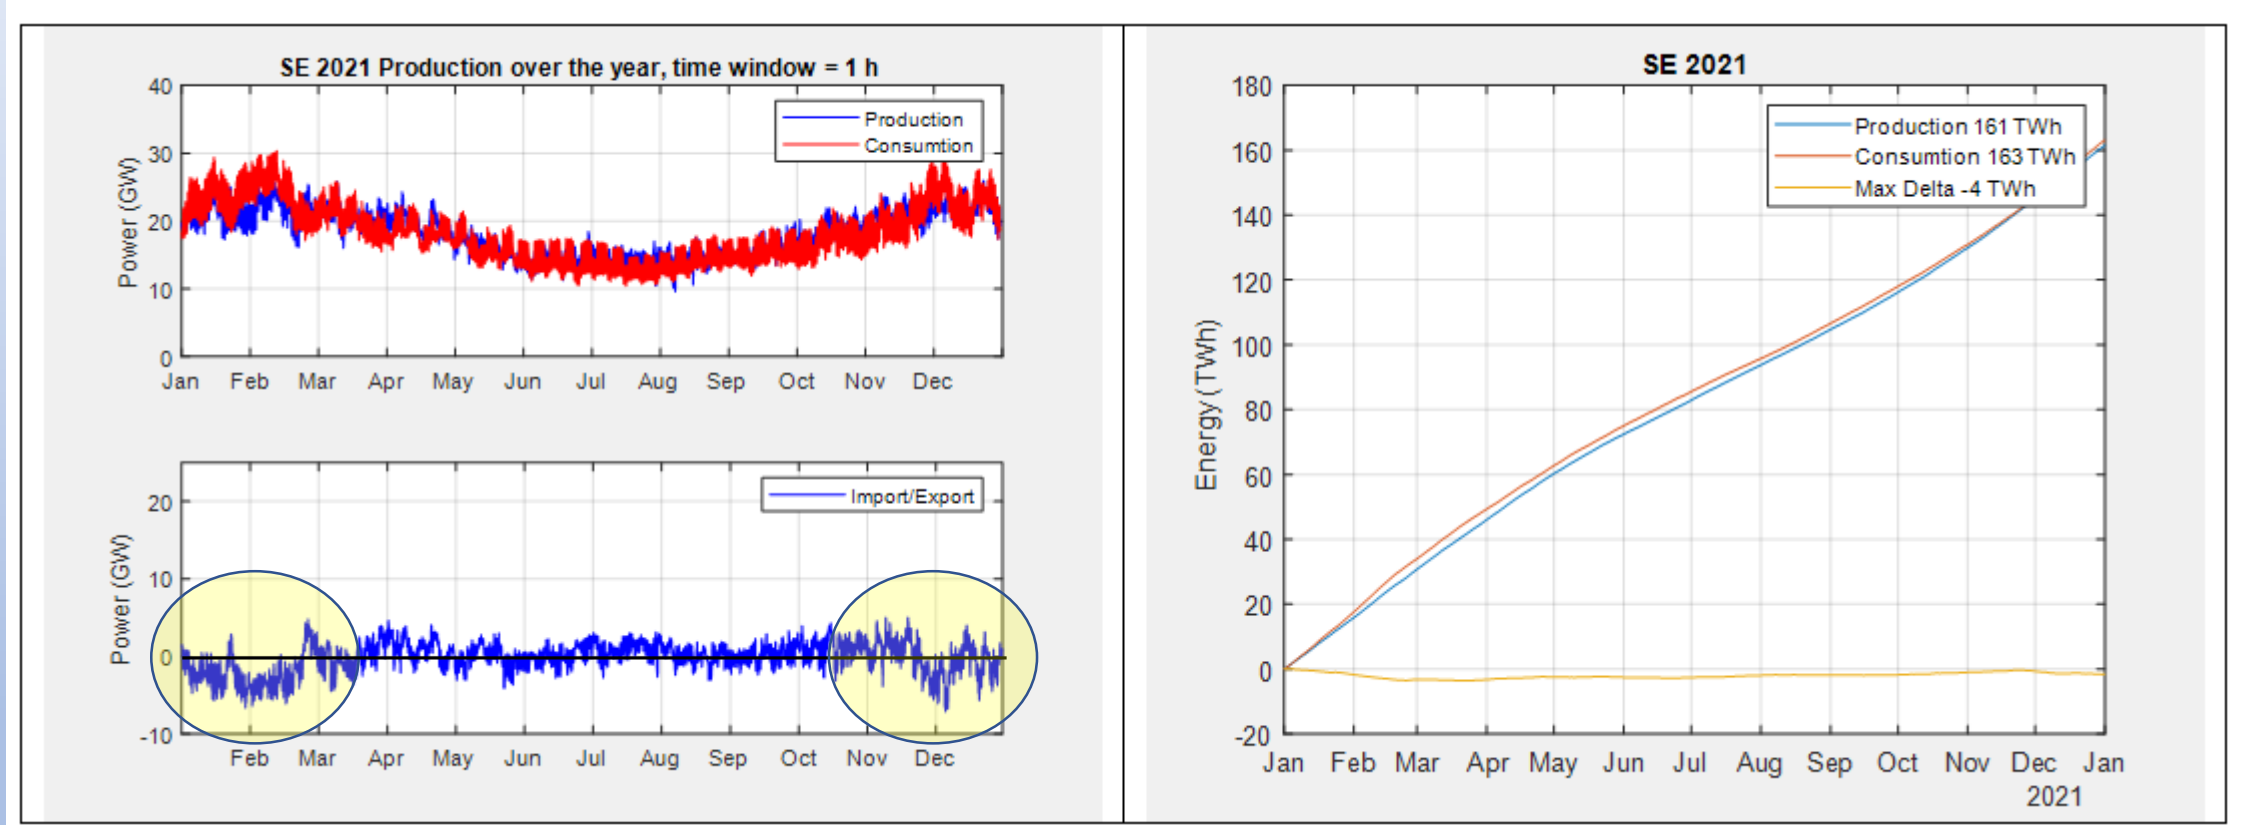 SE 2021 Production over the year, time window = 1 h
Production
Consumtion
Power (GW)
40
30
20
10
0
Jan Feb Mar Apr May Jun Jul Aug Sep Oct Nov Dec
Import/Export
Power (GW)
20
10
0
-10
Feb Mar Apr May Jun Jul Aug Sep Oct Nov Dec
SE 2021
Production 161 TWh
Consumtion 163 TWh
Max Delta -4 TWh
Energy (TWh)
180
160
140
120
100
80
60
40
20
0
-20
Jan Feb Mar Apr May Jun Jul Aug Sep Oct Nov Dec Jan
2021